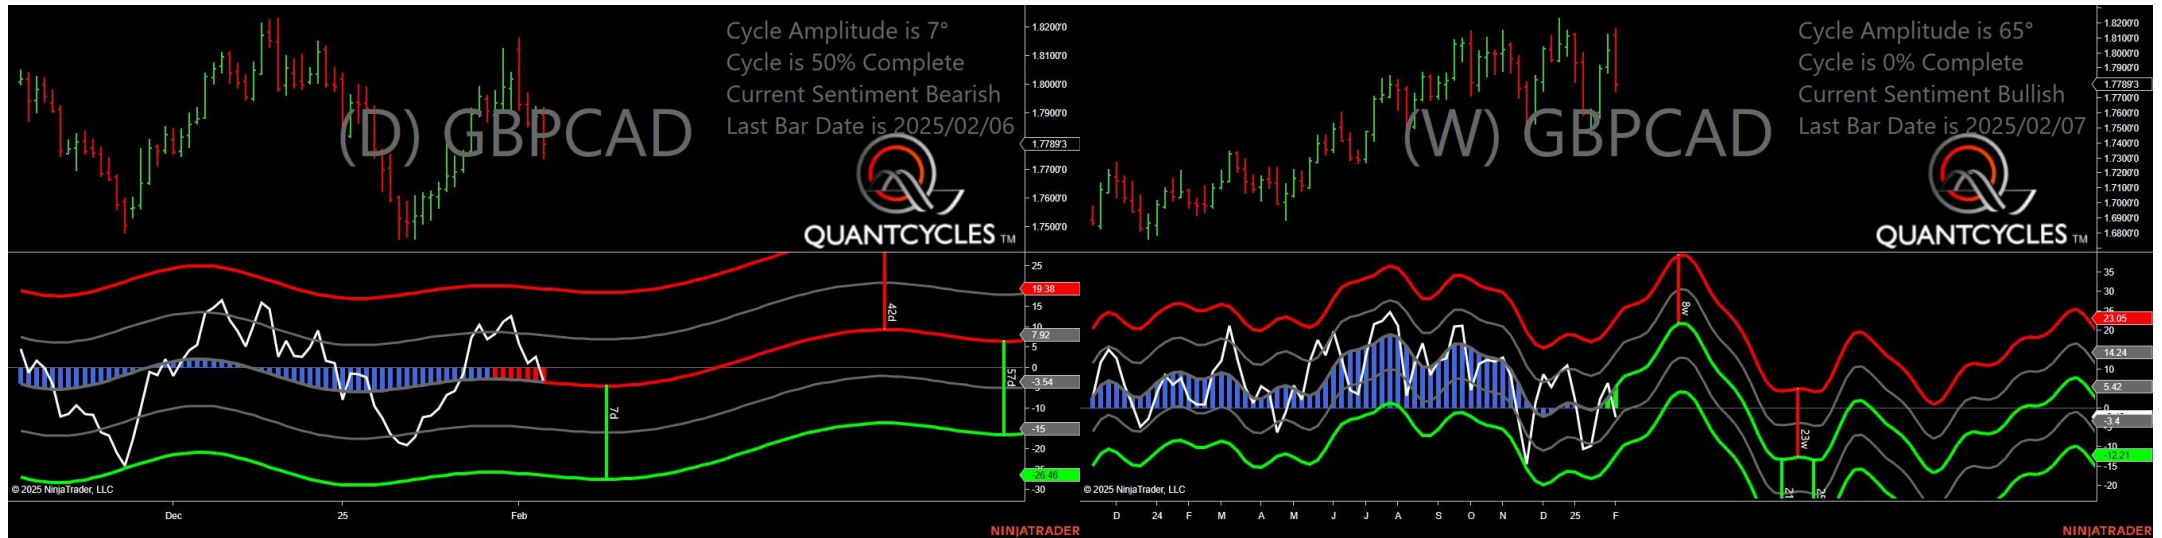 Cycle Amplitude is 7°
Cycle is 50% Complete
Current Sentiment Bearish
Last Bar Date is 2025/02/06
(D) GBPCAD
QUANTCYCLES TM
1.8200'0
1.8100'0
1.8000'0
1.7900'0
1.7789'3
1.7700'0
1.7600'0
1.7500'0
25
19.38
15
10
7.92
5
0
-3.54
-10
-15
-20
-26.46
-30
42d
57d
7d
© 2025 NinjaTrader, LLC
Dec
25
Feb
NINJATRADER
Cycle Amplitude is 65°
Cycle is 0% Complete
Current Sentiment Bullish
Last Bar Date is 2025/02/07
(W) GBPCAD
QUANTCYCLES TM
1.8200'0
1.8100'0
1.8000'0
1.7900'0
1.7789'3
1.7700'0
1.7600'0
1.7500'0
1.7400'0
1.7300'0
1.7200'0
1.7100'0
1.7000'0
1.6900'0
1.6800'0
35
30
23.05
20
14.24
10
5.42
0
-3.4
-10
-12.21
-15
-20
8w
23w
21
© 2025 NinjaTrader, LLC
D
24
F
M
A
M
J
J
A
S
O
N
D
25
F
NINJATRADER